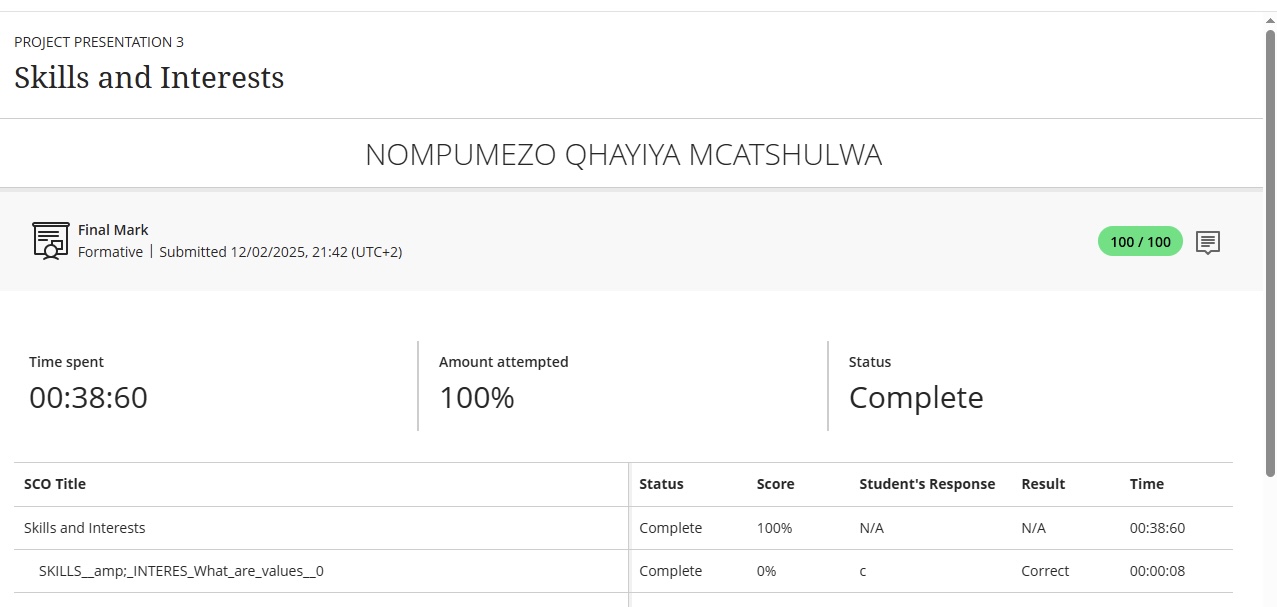 PROJECT PRESENTATION 3
Skills and Interests
NOMPUMEZO QHAYIYA MCATSHULWA
Final Mark
Formative | Submitted 12/02/2025, 21:42 (UTC+2)
100 / 100
Time spent
00:38:60
Amount attempted
100%
Status
Complete
SCO Title Status Score Student's Response Result Time
Skills and Interests Complete 100% N/A N/A 00:38:60
SKILLS__amp;_INTERES_What_are_values__0 Complete 0% c Correct 00:00:08